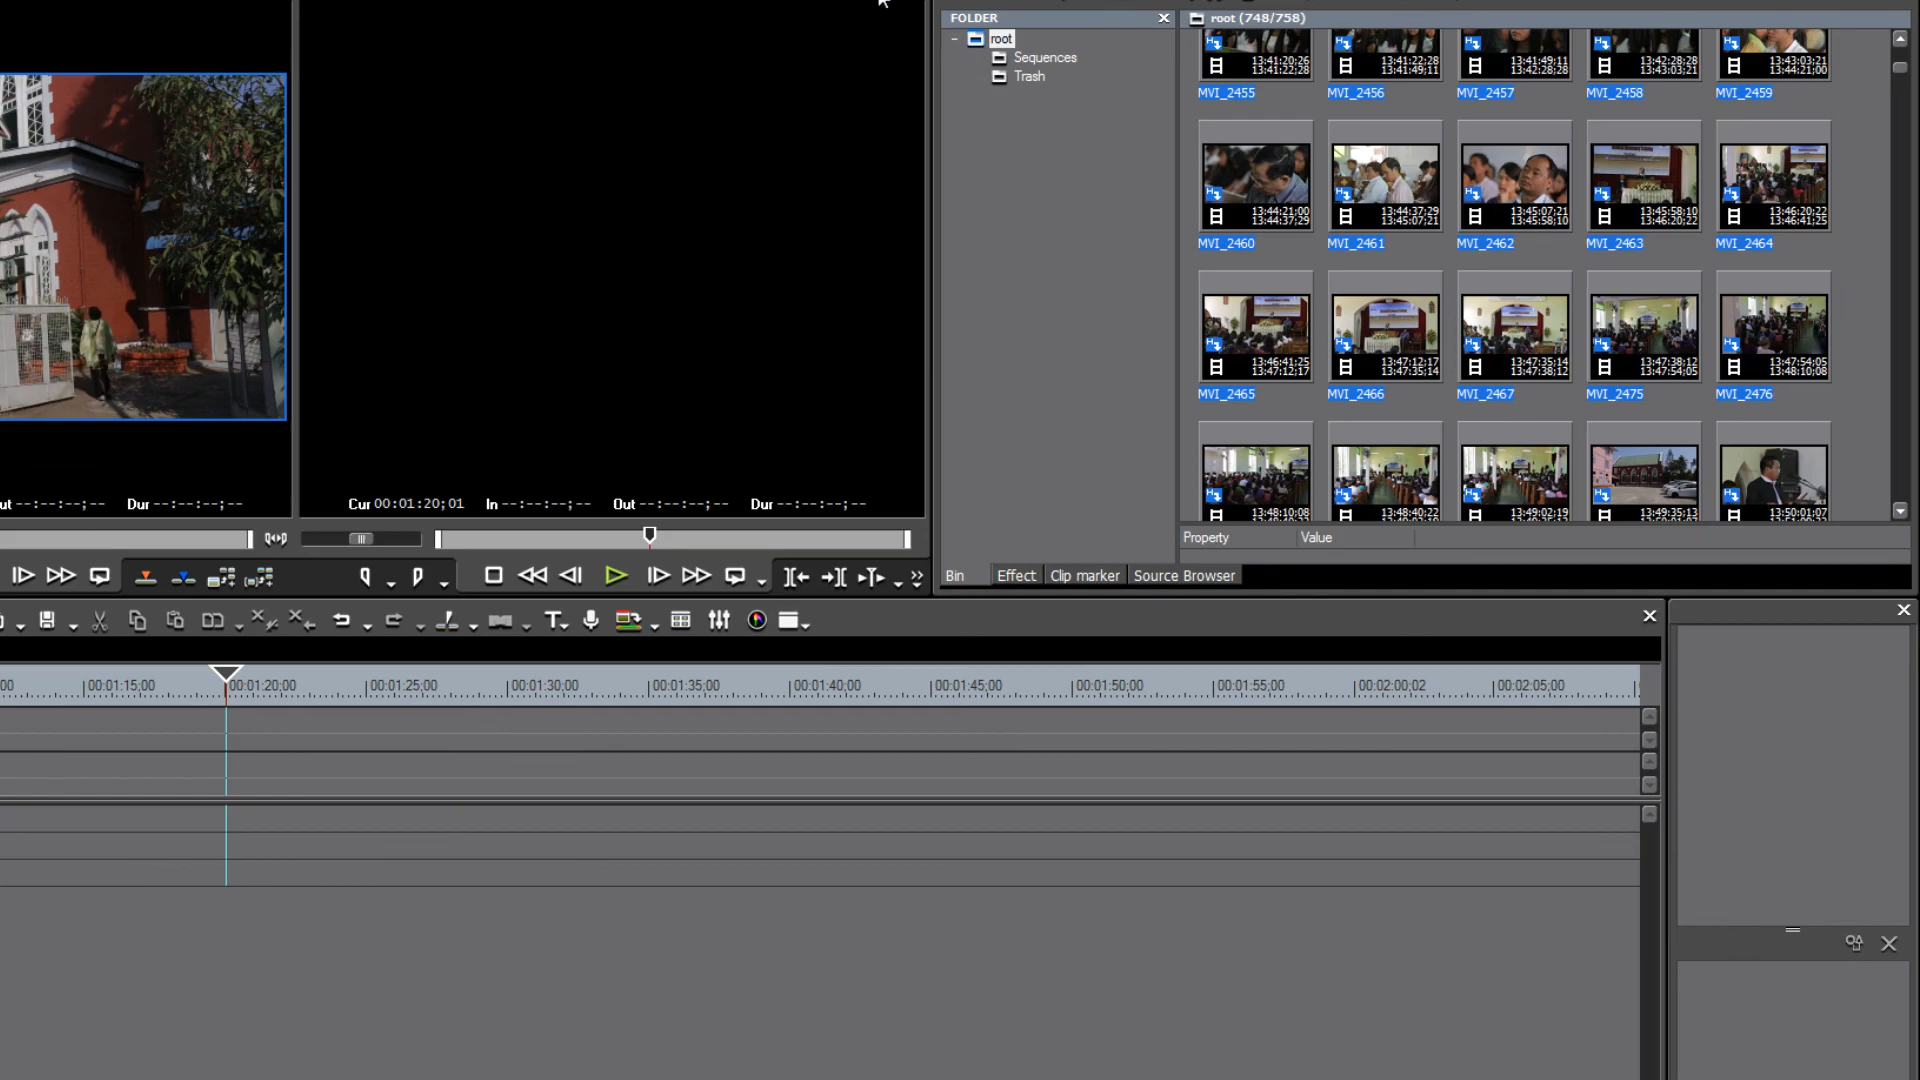 FOLDER
root (748/758)
root
Sequences
Trash
13:41:20;26
13:41:22;28
13:41:22;28
13:41:49;11
13:41:49;11
13:42:28;28
13:42:28;28
13:43:03;21
13:43:03;21
13:44:21;00
MVI_2455
MVI_2456
MVI_2457
MVI_2458
MVI_2459
13:44:21;00
13:44:37;29
13:44:37;29
13:45:07;21
13:45:07;21
13:45:58;10
13:45:58;10
13:46:20;22
13:46:20;22
13:46:41;25
MVI_2460
MVI_2461
MVI_2462
MVI_2463
MVI_2464
13:46:41;25
13:47:12;17
13:47:12;17
13:47:35;14
13:47:35;14
13:47:38;12
13:47:38;12
13:47:54;05
13:47:54;05
13:48:10;08
MVI_2465
MVI_2466
MVI_2467
MVI_2475
MVI_2476
13:48:10;08
13:48:40;22
13:49:02;19
13:49:35;13
13:50:01;07
ut --:--:--;-- Dur --:--:--;--
Cur 00:01:20;01 In --:--:--;-- Out --:--:--;-- Dur --:--:--;--
Property Value
Bin Effect Clip marker Source Browser
00 00:01:15;00 00:01:20;00 00:01:25;00 00:01:30;00 00:01:35;00 00:01:40;00 00:01:45;00 00:01:50;00 00:01:55;00 00:02:00;02 00:02:05;00